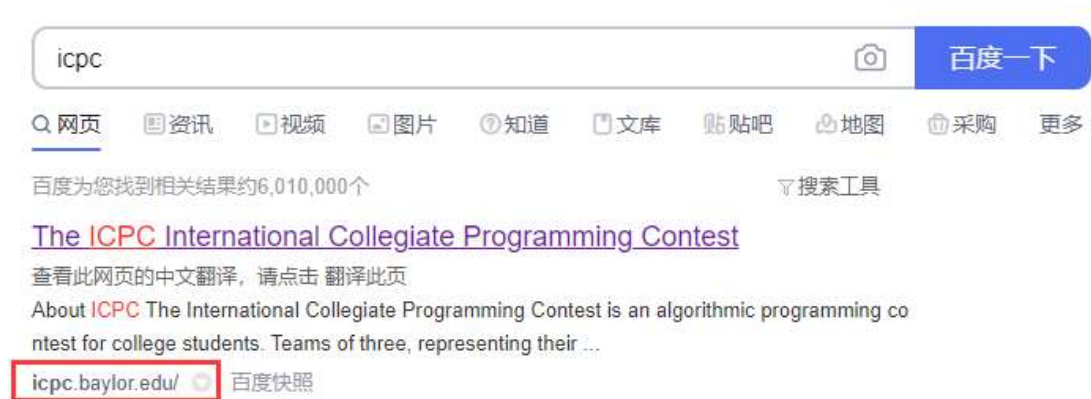 icpc 百度一下
网页 资讯 视频 图片 知道 文库 贴吧 地图 采购 更多
百度为您找到相关结果约6,010,000个 搜索工具
The ICPC International Collegiate Programming Contest
查看此网页的中文翻译，请点击 翻译此页
About ICPC The International Collegiate Programming Contest is an algorithmic programming co
ntest for college students. Teams of three, representing their ...
icpc.baylor.edu/ 百度快照